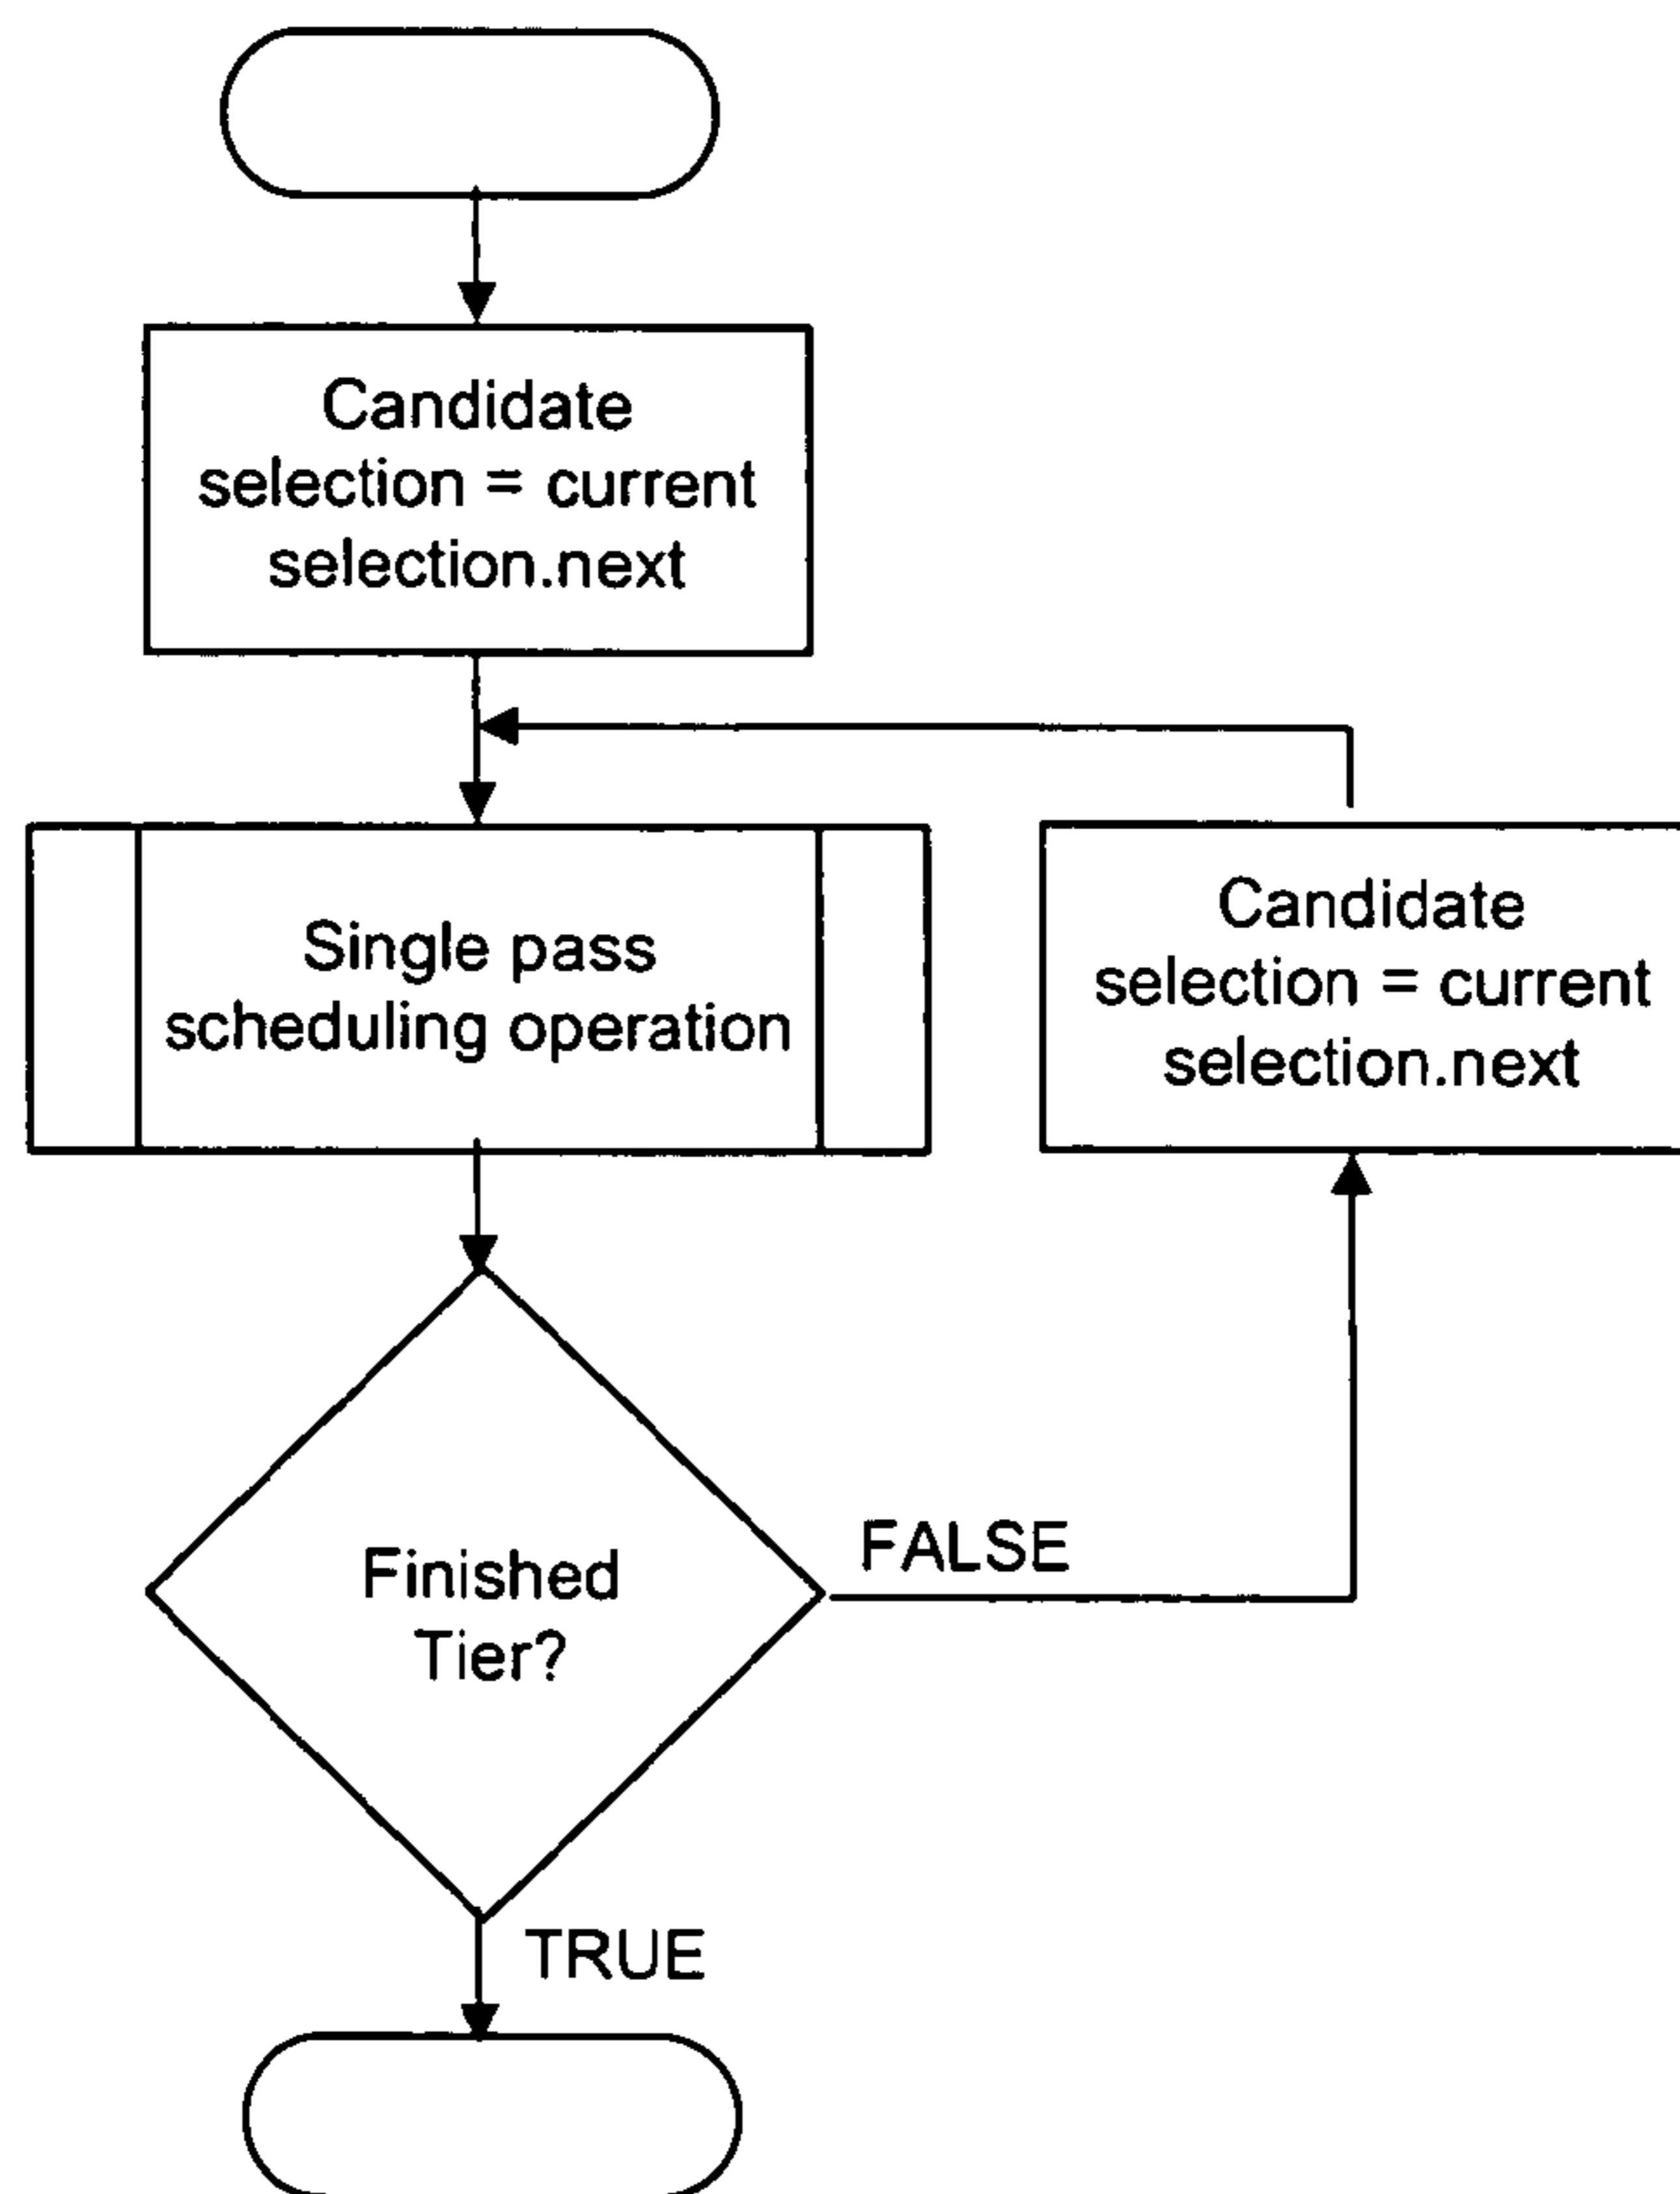 Candidate
selection = current
selection.next
Single pass
scheduling operation
Candidate
selection = current
selection.next
Finished
Tier?
FALSE
TRUE